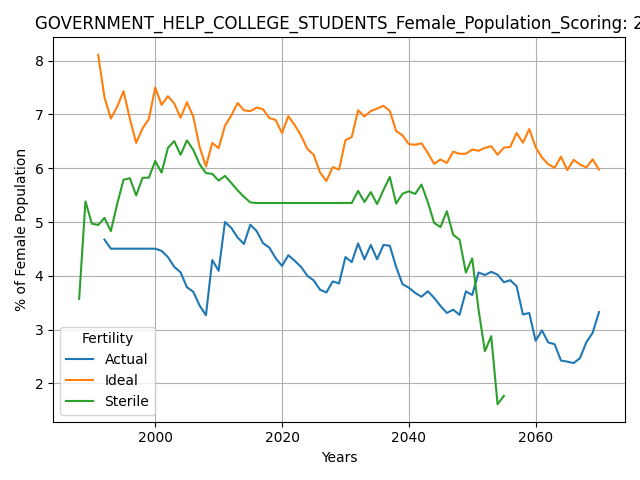 GOVERNMENT_HELP_COLLEGE_STUDENTS_Female_Population_Scoring: 2
8
7
6
5
4
3
2
% of Female Population
Fertility
Actual
Ideal
Sterile
2000 2020 2040 2060
Years